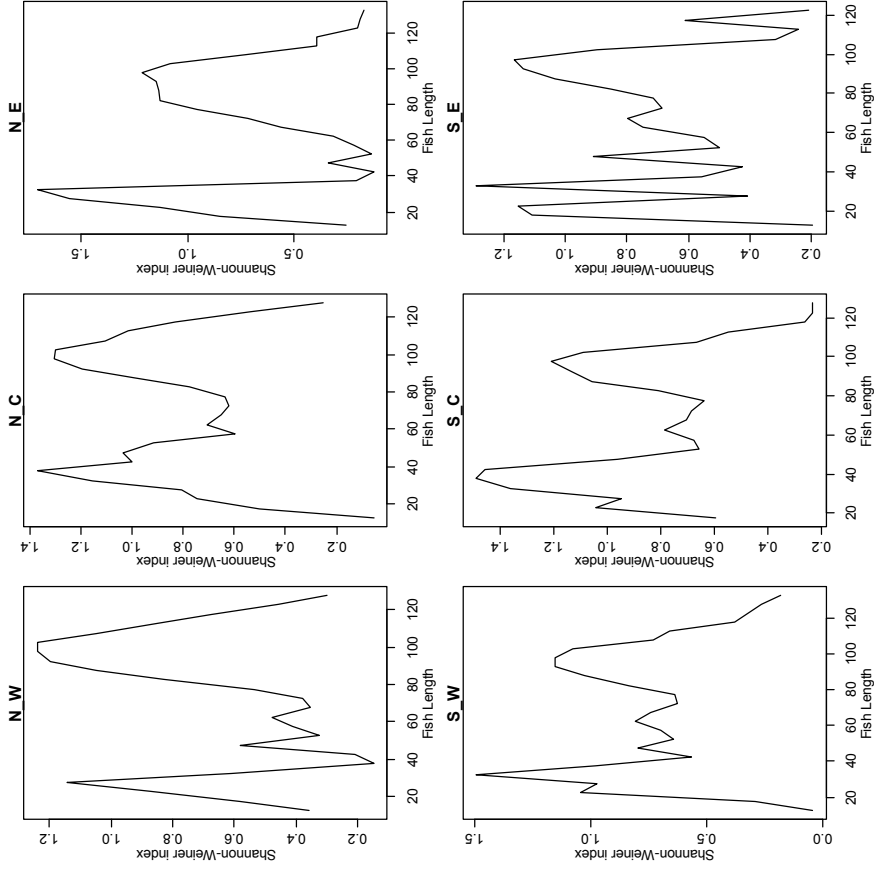 N_W
Shannon-Weiner index
0.2 0.4 0.6 0.8 1.0 1.2
20 40 60 80 100 120
Fish Length
N_C
Shannon-Weiner index
0.2 0.4 0.6 0.8 1.0 1.2 1.4
20 40 60 80 100 120
Fish Length
N_E
Shannon-Weiner index
0.5 1.0 1.5
20 40 60 80 100 120
Fish Length
S_W
Shannon-Weiner index
0.0 0.5 1.0 1.5
20 40 60 80 100 120
Fish Length
S_C
Shannon-Weiner index
0.2 0.4 0.6 0.8 1.0 1.2 1.4
20 40 60 80 100 120
Fish Length
S_E
Shannon-Weiner index
0.2 0.4 0.6 0.8 1.0 1.2
20 40 60 80 100 120
Fish Length